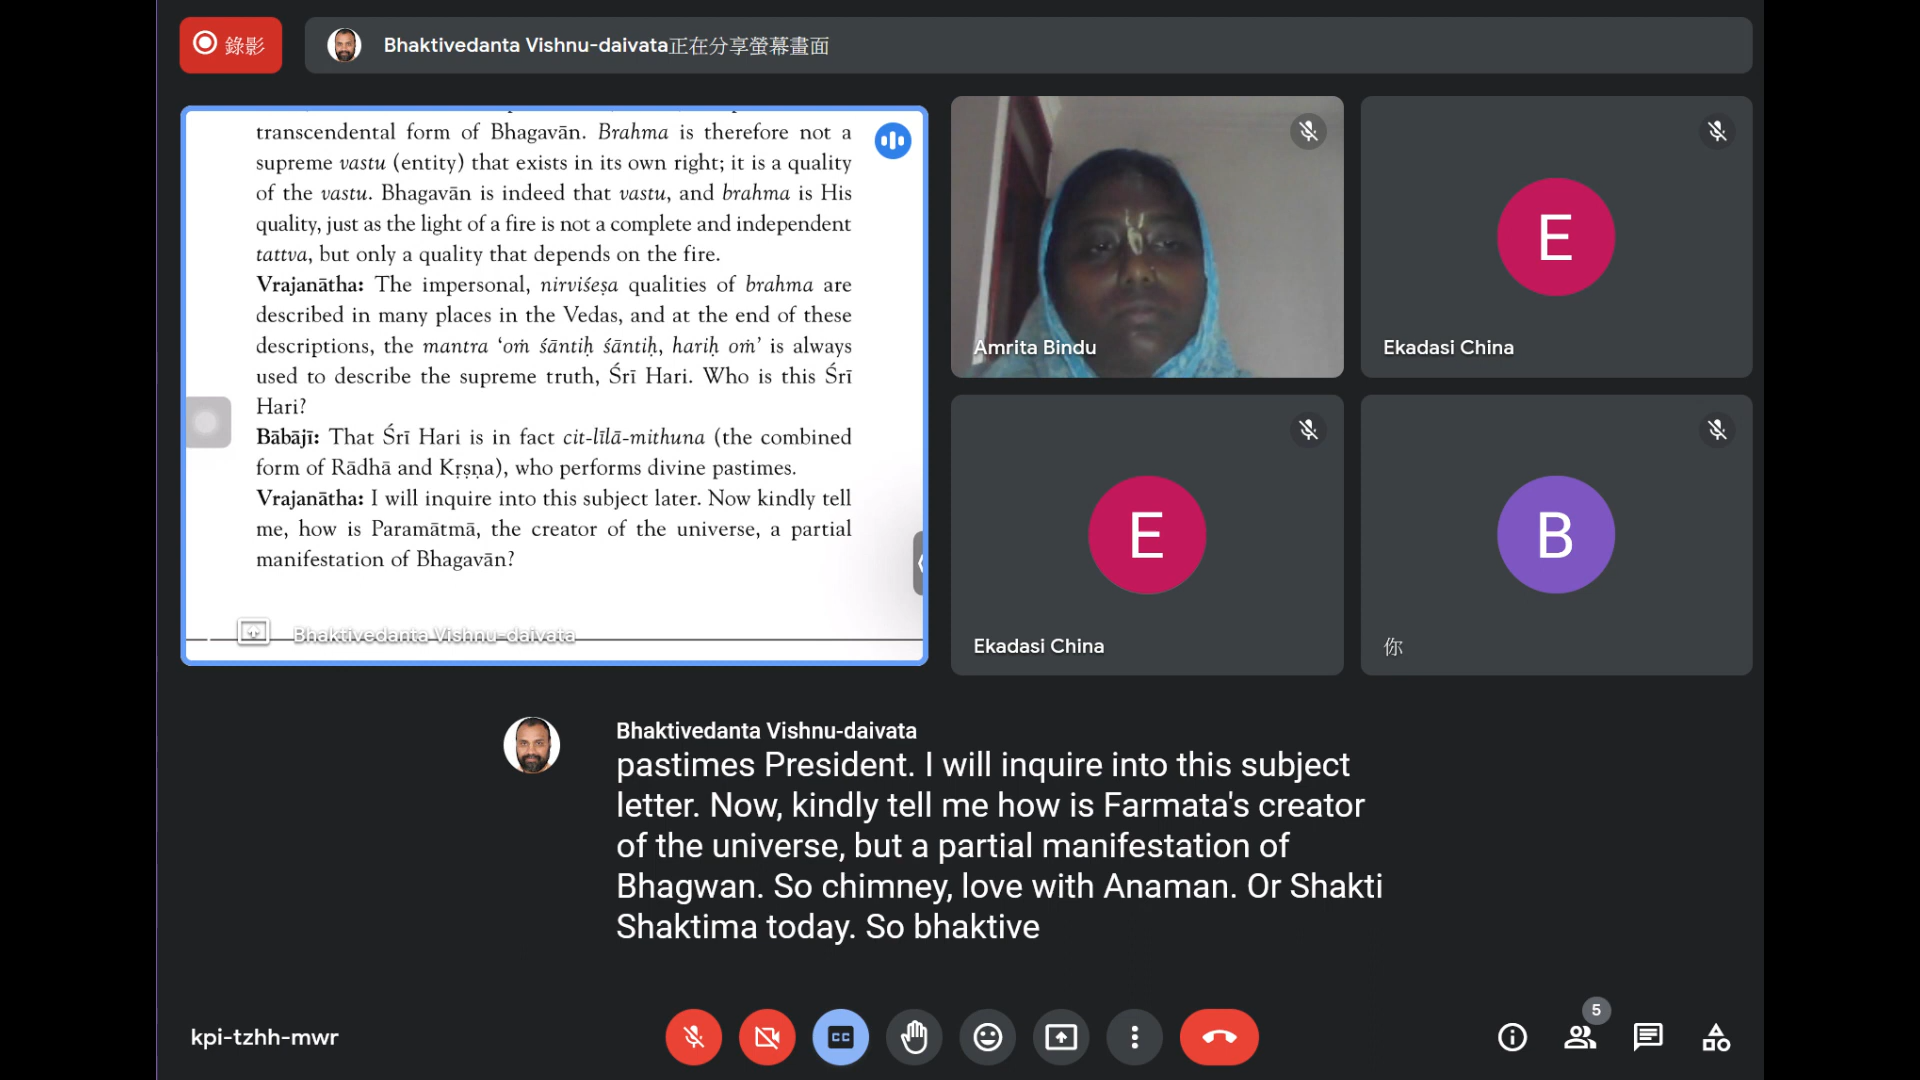 錄影
Bhaktivedanta Vishnu-daivata正在分享螢幕畫面
transcendental form of Bhagavān. Brahma is therefore not a
supreme vastu (entity) that exists in its own right; it is a quality
of the vastu. Bhagavān is indeed that vastu, and brahma is His
quality, just as the light of a fire is not a complete and independent
tattva, but only a quality that depends on the fire.
Vrajanātha: The impersonal, nirviśeṣa qualities of brahma are
described in many places in the Vedas, and at the end of these
descriptions, the mantra ‘oṁ śāntiḥ śāntiḥ, hariḥ oṁ’ is always
used to describe the supreme truth, Śrī Hari. Who is this Śrī
Hari?
Bābājī: That Śrī Hari is in fact cit-līlā-mithuna (the combined
form of Rādhā and Kṛṣṇa), who performs divine pastimes.
Vrajanātha: I will inquire into this subject later. Now kindly tell
me, how is Paramātmā, the creator of the universe, a partial
manifestation of Bhagavān?
Bhaktivedanta Vishnu-daivata
Amrita Bindu
E
Ekadasi China
E
Ekadasi China
B
你
Bhaktivedanta Vishnu-daivata
pastimes President. I will inquire into this subject
letter. Now, kindly tell me how is Farmata's creator
of the universe, but a partial manifestation of
Bhagwan. So chimney, love with Anaman. Or Shakti
Shaktima today. So bhaktive
kpi-tzhh-mwr
CC
5